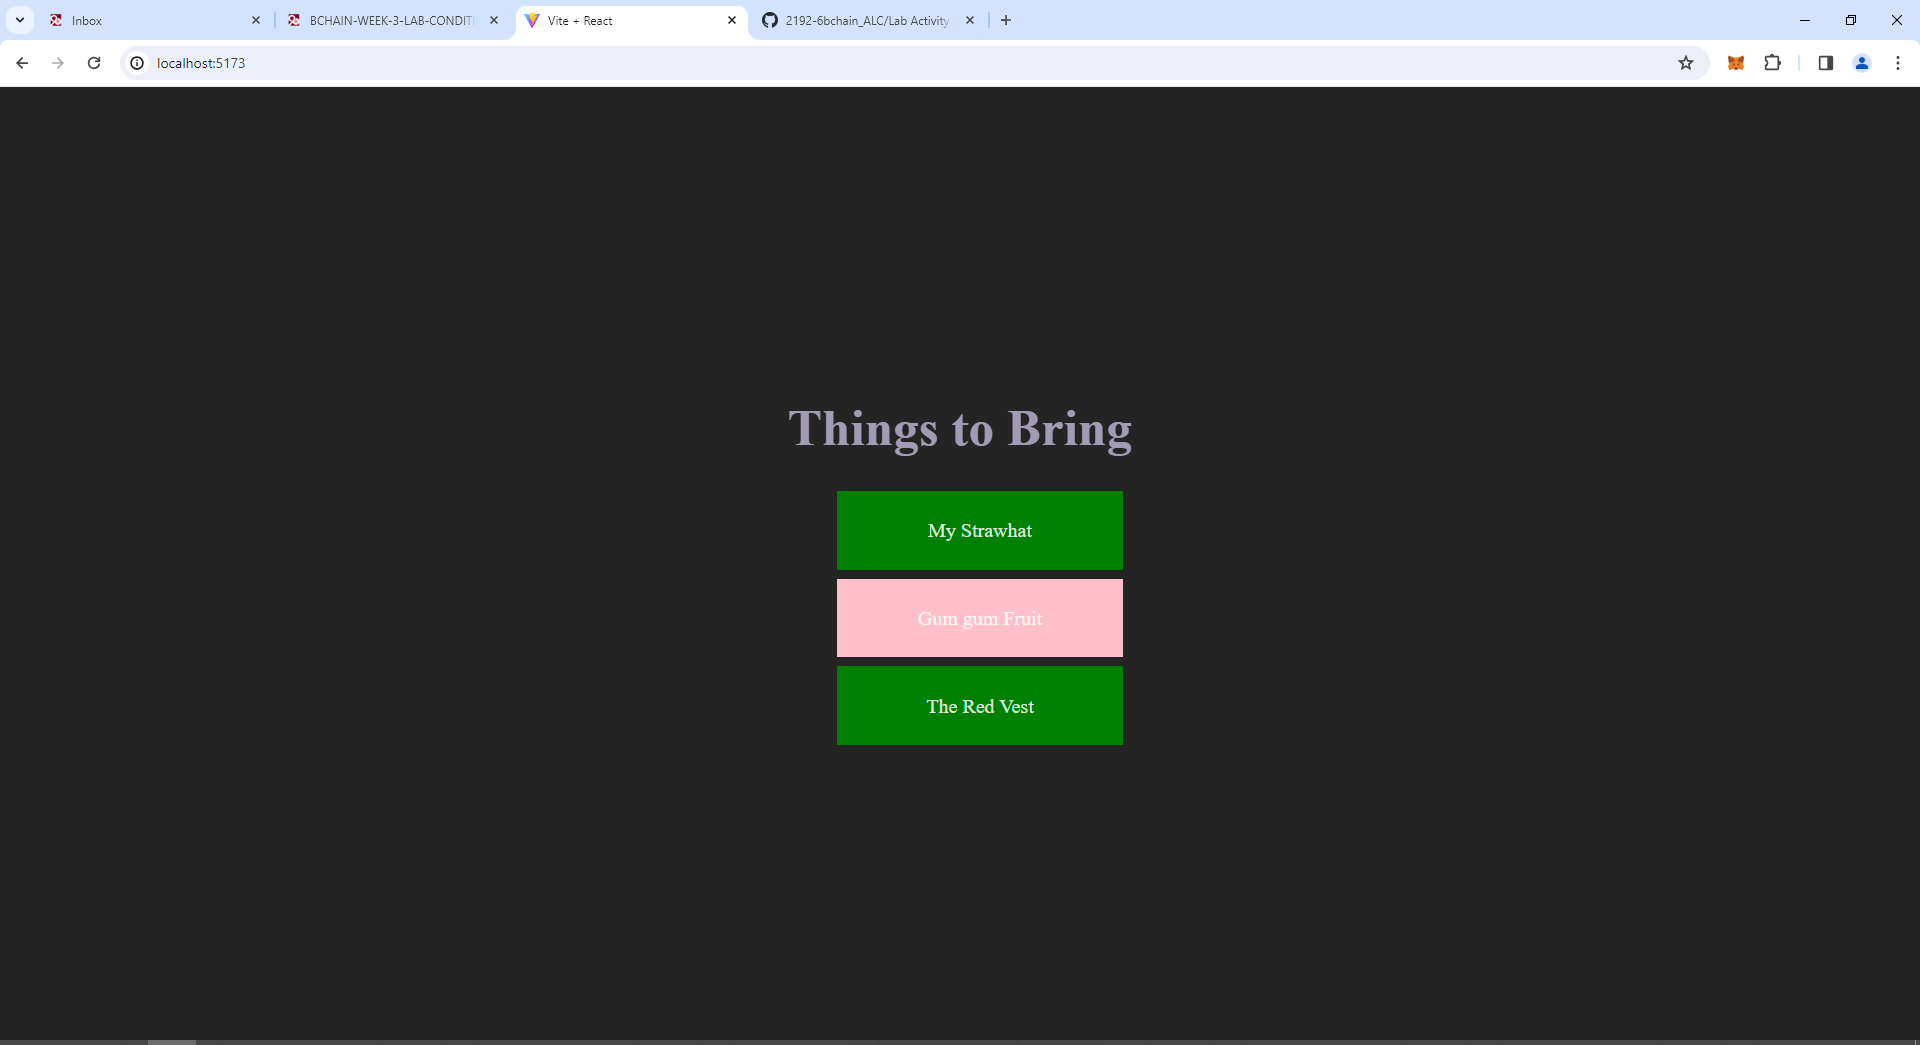 Inbox
BCHAIN-WEEK-3-LAB-CONDITI
Vite + React
2192-6bchain_ALC/Lab Activity
localhost:5173
Things to Bring
My Strawhat
Gum gum Fruit
The Red Vest